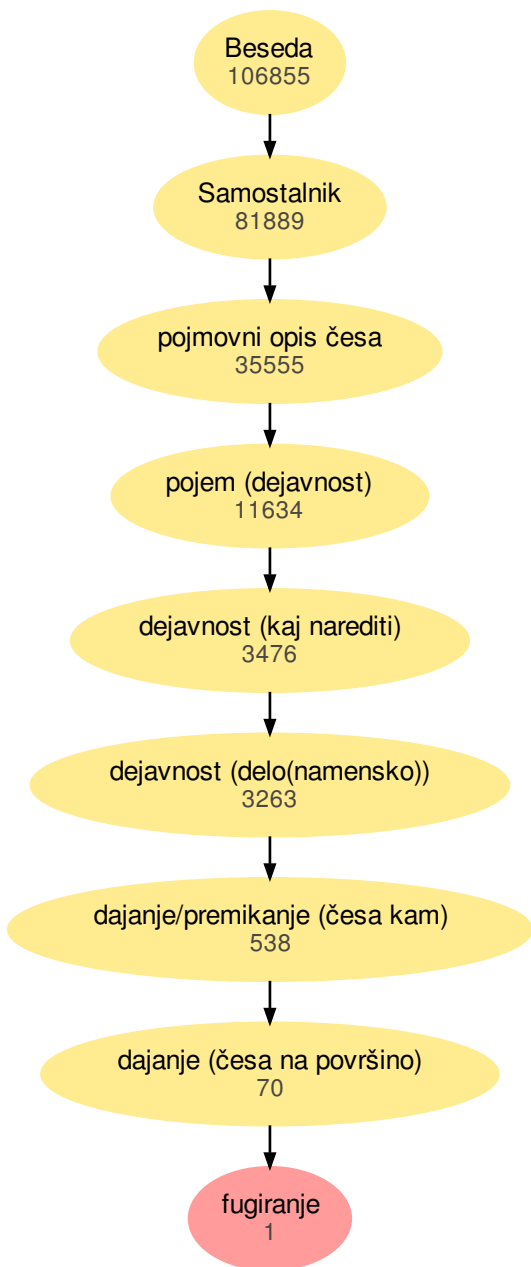 Beseda
106855
Samostalnik
81889
pojmovni opis česa
35555
pojem (dejavnost)
11634
dejavnost (kaj narediti)
3476
dejavnost (delo(namensko))
3263
dajanje/premikanje (česa kam)
538
dajanje (česa na površino)
70
fugiranje
1